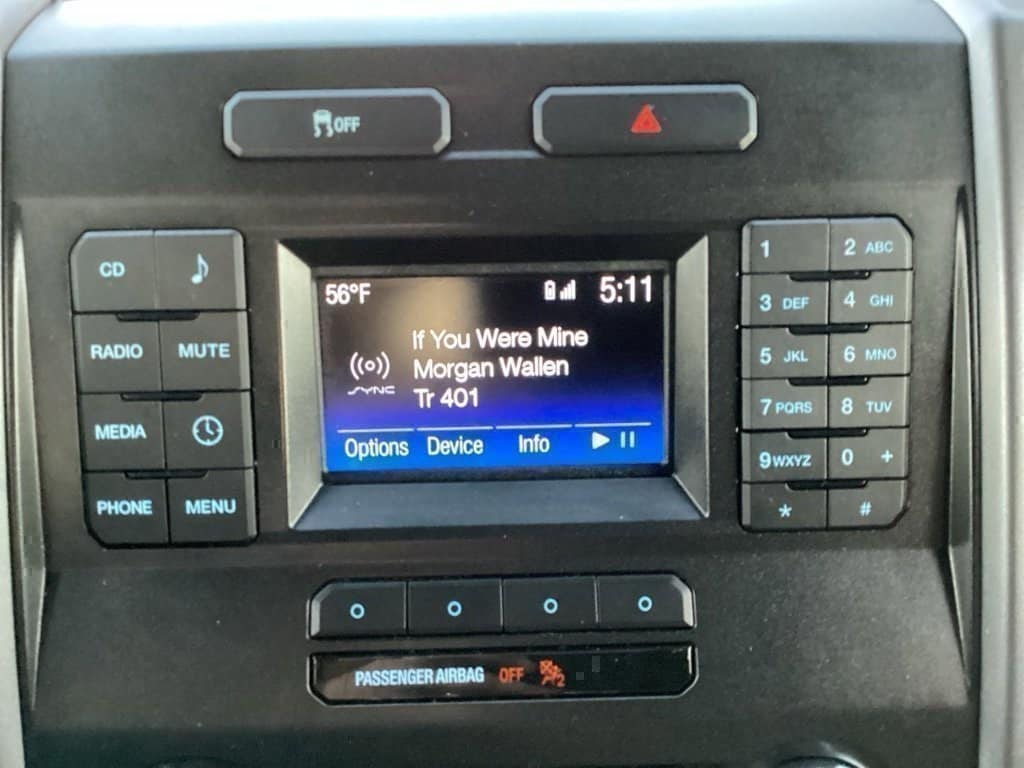 OFF
CD
RADIO MUTE
MEDIA
PHONE MENU
56°F 5:11
If You Were Mine
Morgan Wallen
SYNC
Tr 401
Options Device Info
1 2 ABC
3 DEF 4 GHI
5 JKL 6 MNO
7 PQRS 8 TUV
9 WXYZ 0 +
* #
PASSENGER AIRBAG OFF 2